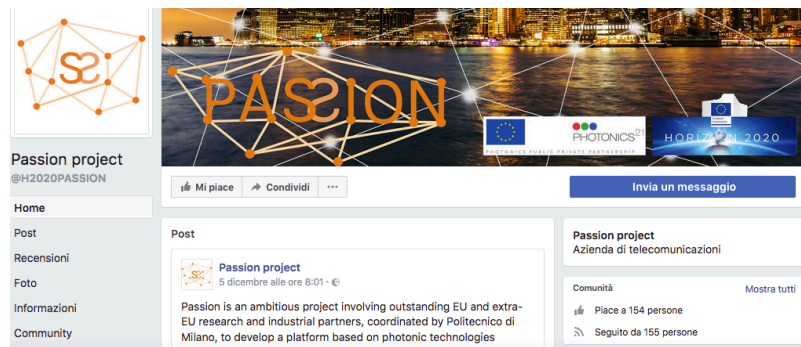 SS
PASSION
PHOTONICS21
PHOTONICS PUBLIC PRIVATE PARTNERSHIP
European
Commission
HORIZON 2020
Passion project
@H2020PASSION
Mi piace
Condividi
...
Invia un messaggio
Home
Post
Recensioni
Foto
Informazioni
Community
Post
Passion project
5 dicembre alle ore 8:01 ·
Passion is an ambitious project involving outstanding EU and extra-
EU research and industrial partners, coordinated by Politecnico di
Milano, to develop a platform based on photonic technologies
Passion project
Azienda di telecomunicazioni
Comunità
Mostra tutti
Piace a 154 persone
Seguito da 155 persone